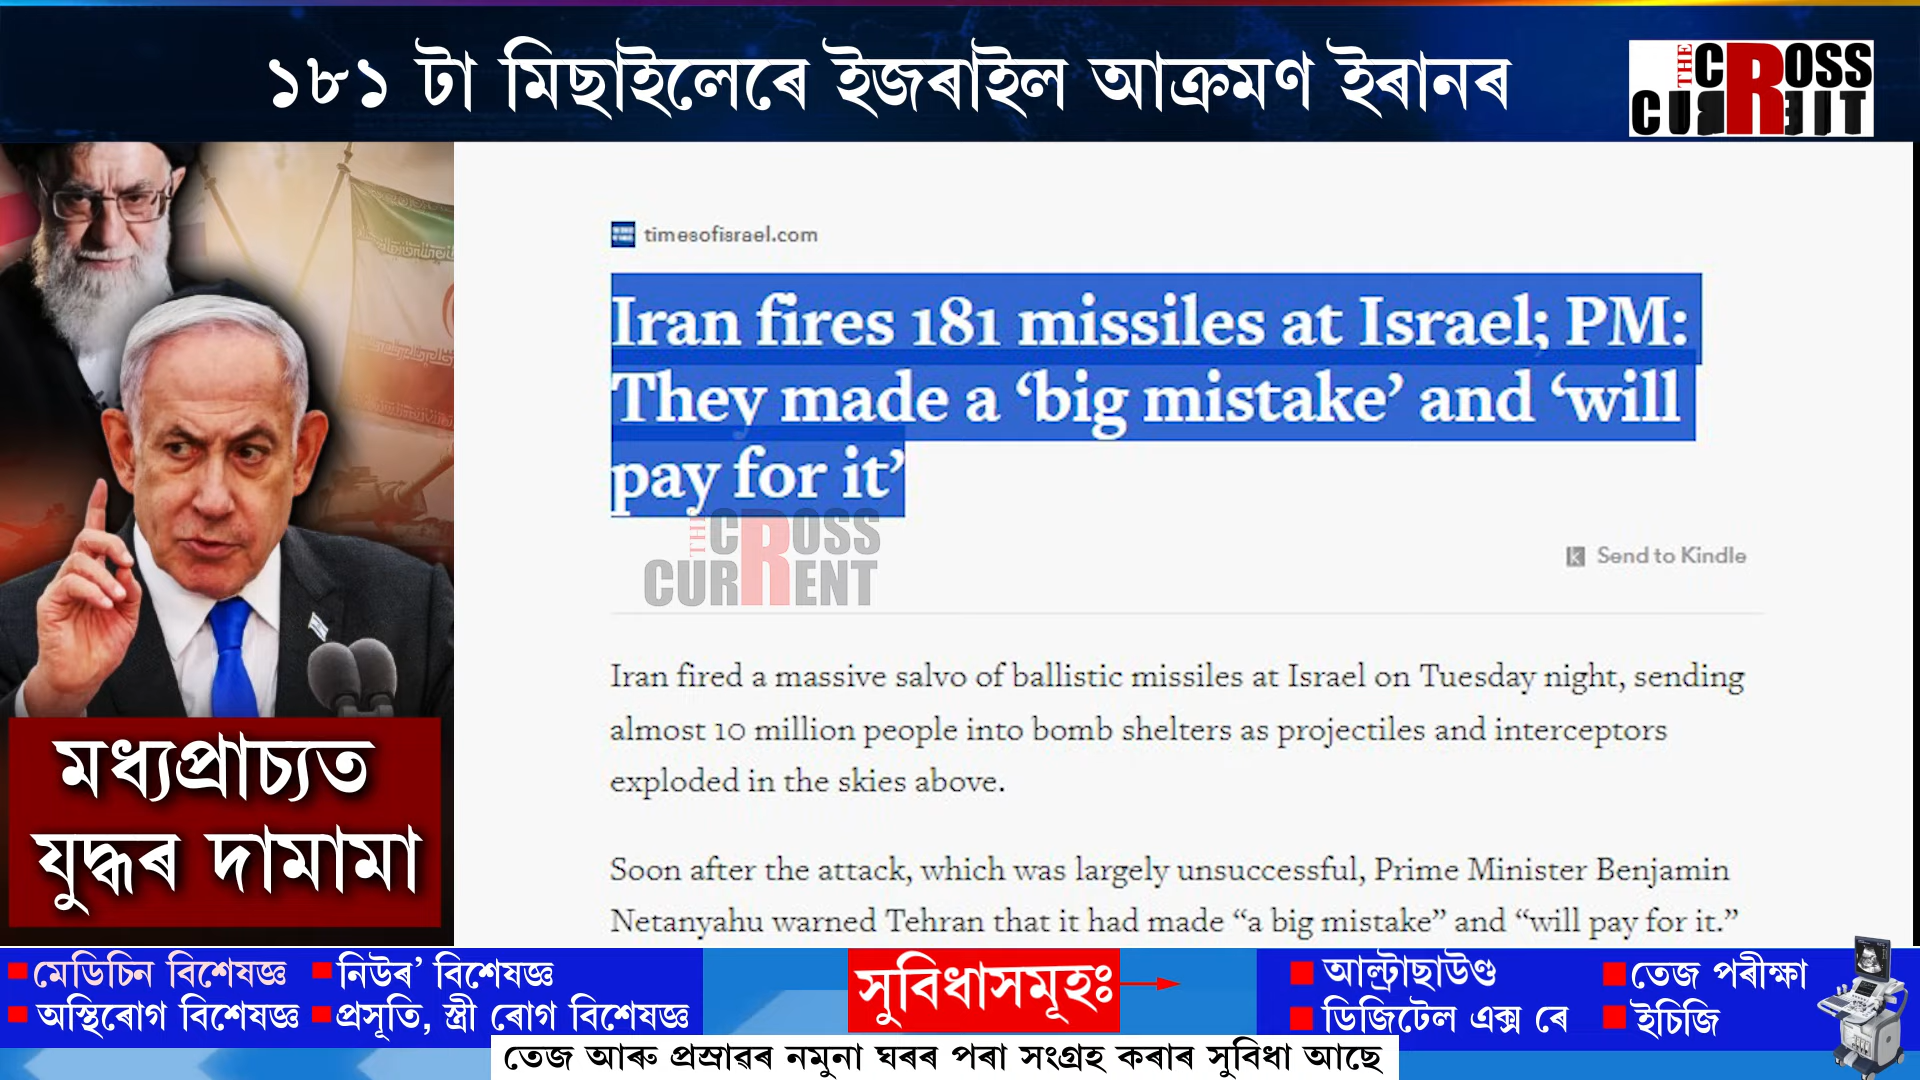 ১৮১ টা মিছাইলেৰে ইজৰাইল আক্ৰমণ ইৰানৰ
THE CROSS
CURRENT
timesofisrael.com
Iran fires 181 missiles at Israel; PM:
They made a ‘big mistake’ and ‘will
pay for it’
THE CROSS
CURRENT
Send to Kindle
Iran fired a massive salvo of ballistic missiles at Israel on Tuesday night, sending
almost 10 million people into bomb shelters as projectiles and interceptors
exploded in the skies above.
Soon after the attack, which was largely unsuccessful, Prime Minister Benjamin
Netanyahu warned Tehran that it had made “a big mistake” and “will pay for it.”
মধ্যপ্ৰাচ্যত
যুদ্ধৰ দামামা
মেডিচিন বিশেষজ্ঞ
নিউৰ’ বিশেষজ্ঞ
অস্থিৰোগ বিশেষজ্ঞ
প্ৰসূতি, স্ত্ৰী ৰোগ বিশেষজ্ঞ
সুবিধাসমূহঃ
আল্ট্ৰাছাউণ্ড
তেজ পৰীক্ষা
ডিজিটেল এক্স ৰে
ইচিজি
তেজ আৰু প্ৰস্ৰাৱৰ নমুনা ঘৰৰ পৰা সংগ্ৰহ কৰাৰ সুবিধা আছে